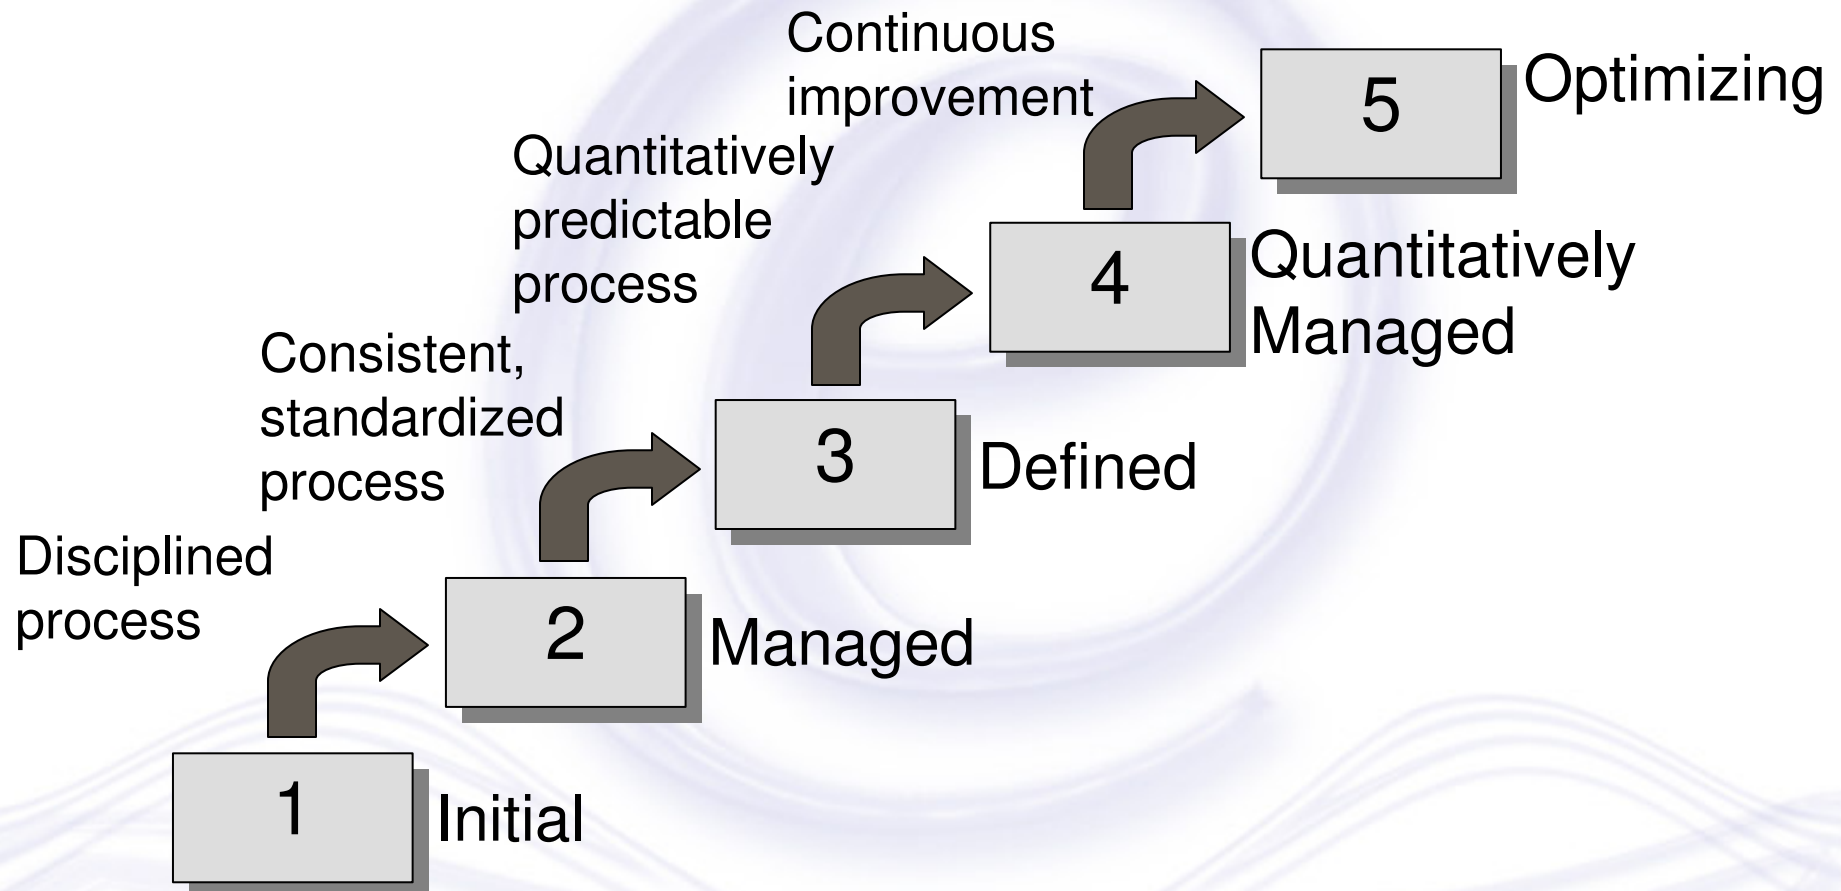 Continuous
improvement
5
Optimizing
Quantitatively
predictable
process
4
Quantitatively
Managed
Consistent,
standardized
process
3
Defined
Disciplined
process
2
Managed
1
Initial